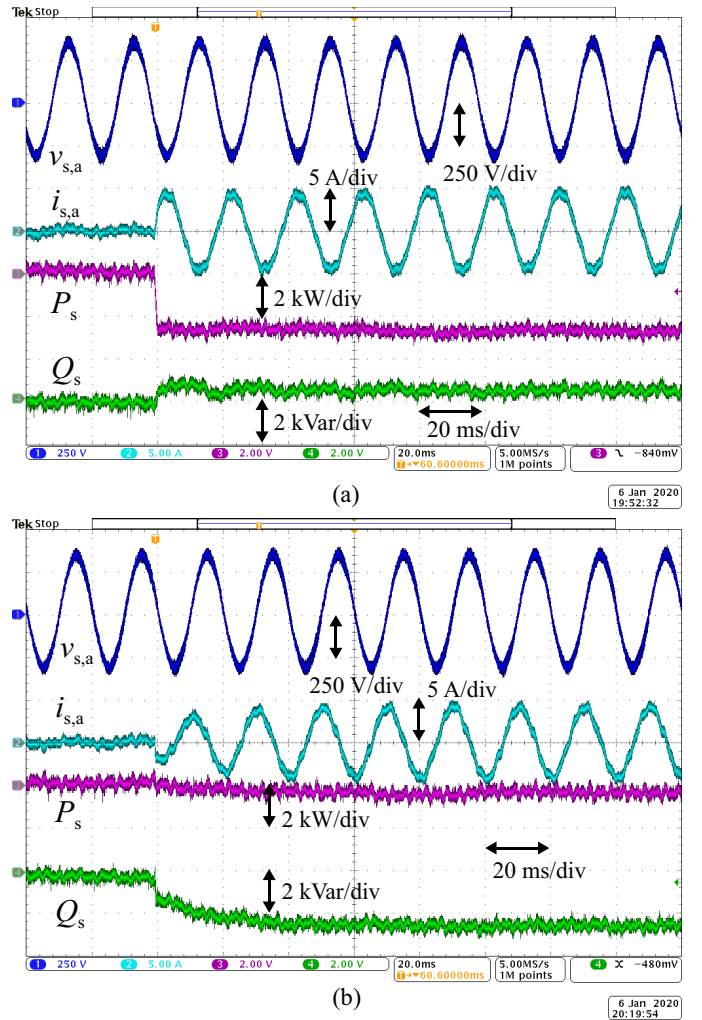 Tek Stop
T
1
v_s,a
250 V/div
5 A/div
i_s,a
2
3
P_s
2 kW/div
Q_s
4
2 kVar/div
20 ms/div
1 250 V 2 5.00 A 3 2.00 V 4 2.00 V 20.0ms 5.00MS/s 3 -840mV
T→▼60.60000ms 1M points
(a)
6 Jan 2020
19:52:32
Tek Stop
T
1
v_s,a
250 V/div
5 A/div
i_s,a
2
3
P_s
2 kW/div
20 ms/div
4
2 kVar/div
Q_s
1 250 V 2 5.00 A 3 2.00 V 4 2.00 V 20.0ms 5.00MS/s 4 X -480mV
T→▼60.60000ms 1M points
(b)
6 Jan 2020
20:19:54